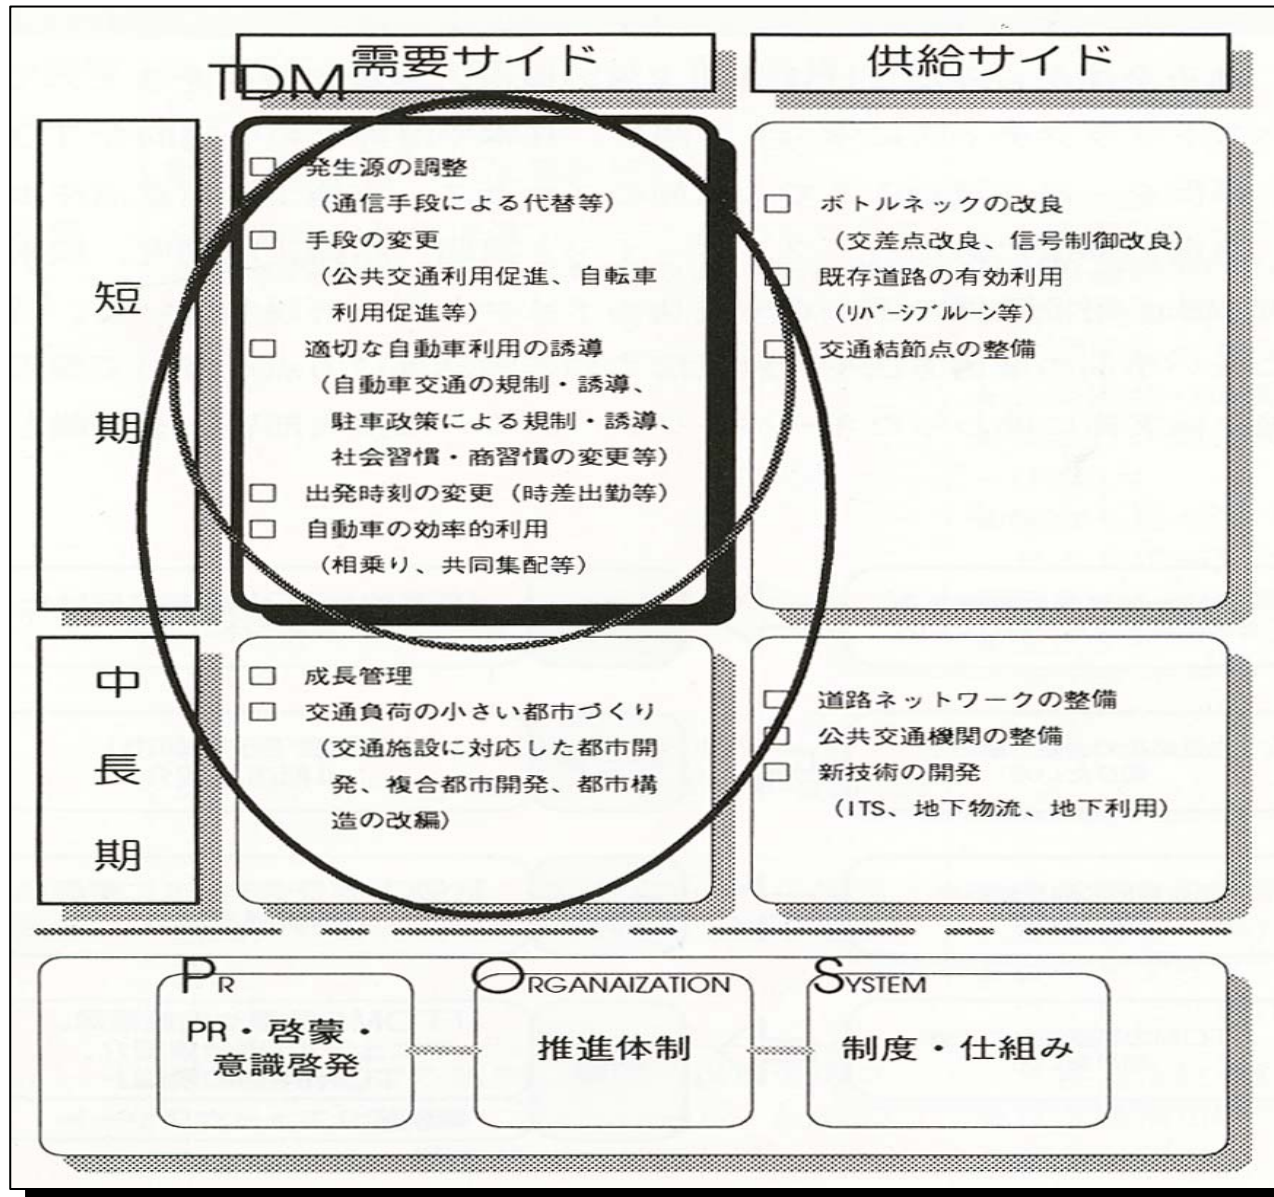 需要サイド
供給サイド
TDM
短期
□ 発生源の調整
(通信手段による代替等)
□ 手段の変更
(公共交通利用促進、自転車
利用促進等)
□ 適切な自動車利用の誘導
(自動車交通の規制・誘導、
駐車政策による規制・誘導、
社会習慣・商習慣の変更等)
□ 出発時刻の変更(時差出勤等)
□ 自動車の効率的利用
(相乗り、共同集配等)
□ ボトルネックの改良
(交差点改良、信号制御改良)
□ 既存道路の有効利用
(リバーシブルレーン等)
□ 交通結節点の整備
中長期
□ 成長管理
□ 交通負荷の小さい都市づくり
(交通施設に対応した都市開
発、複合都市開発、都市構
造の改編)
□ 道路ネットワークの整備
□ 公共交通機関の整備
□ 新技術の開発
(ITS、地下物流、地下利用)
PR
PR・啓蒙・
意識啓発
ORGANAIZATION
推進体制
SYSTEM
制度・仕組み